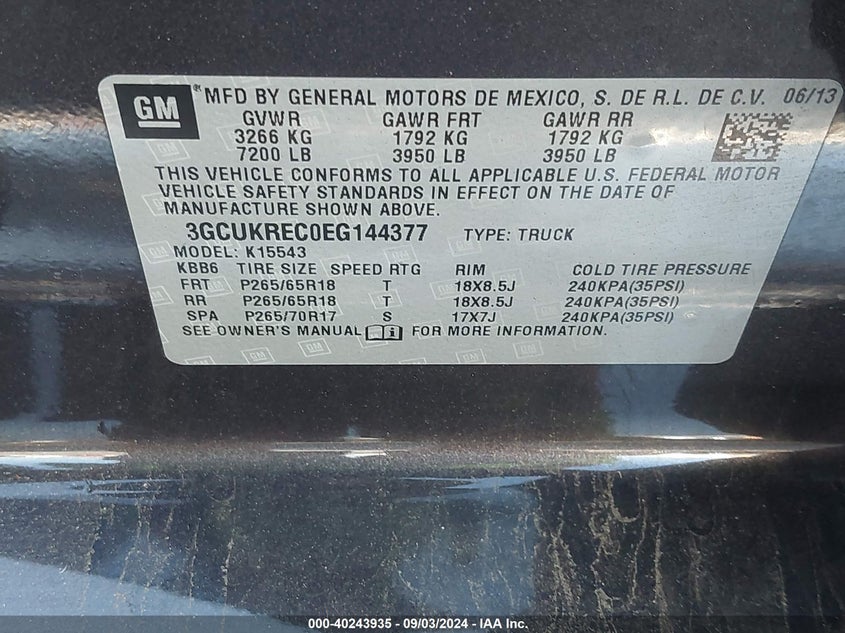 GM ® MFD BY GENERAL MOTORS DE MEXICO, S. DE R.L. DE C.V. 06/13
GVWR GAWR FRT GAWR RR
3266 KG 1792 KG 1792 KG
7200 LB 3950 LB 3950 LB
THIS VEHICLE CONFORMS TO ALL APPLICABLE U.S. FEDERAL MOTOR
VEHICLE SAFETY STANDARDS IN EFFECT ON THE DATE OF
MANUFACTURE SHOWN ABOVE.
3GCUKREC0EG144377 TYPE: TRUCK
MODEL: K15543
KBB6 TIRE SIZE SPEED RTG RIM COLD TIRE PRESSURE
FRT P265/65R18 T 18X8.5J 240KPA(35PSI)
RR P265/65R18 T 18X8.5J 240KPA(35PSI)
SPA P265/70R17 S 17X7J 240KPA(35PSI)
SEE OWNER'S MANUAL FOR MORE INFORMATION.
000-40243935 - 09/03/2024 - IAA Inc.